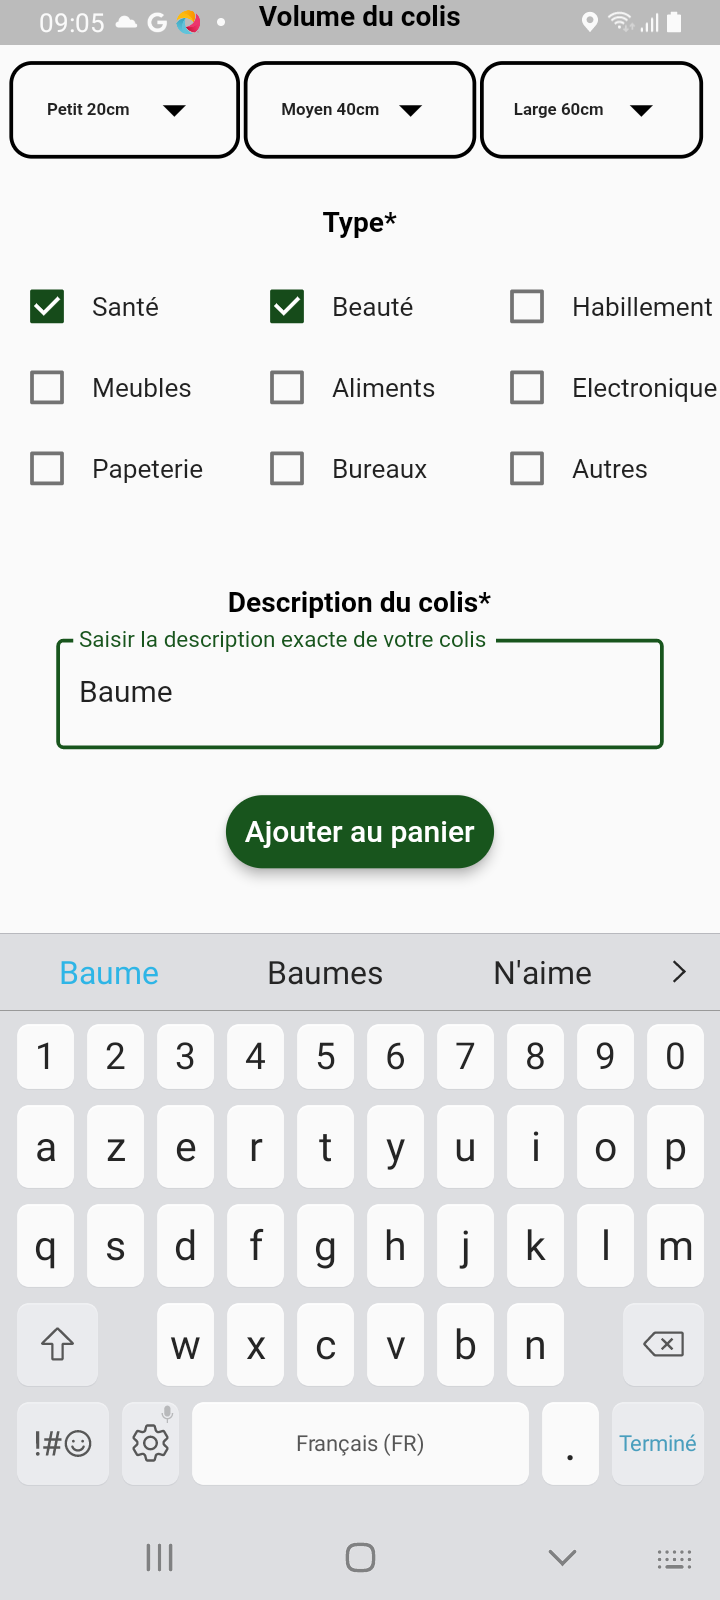 09:05 G
Volume du colis
Petit 20cm Moyen 40cm Large 60cm
Type*
Santé Beauté Habillement
Meubles Aliments Electronique
Papeterie Bureaux Autres
Description du colis*
Saisir la description exacte de votre colis
Baume
Ajouter au panier
Baume Baumes N'aime
1 2 3 4 5 6 7 8 9 0
a z e r t y u i o p
q s d f g h j k l m
w x c v b n
!#☺ Français (FR) . Terminé